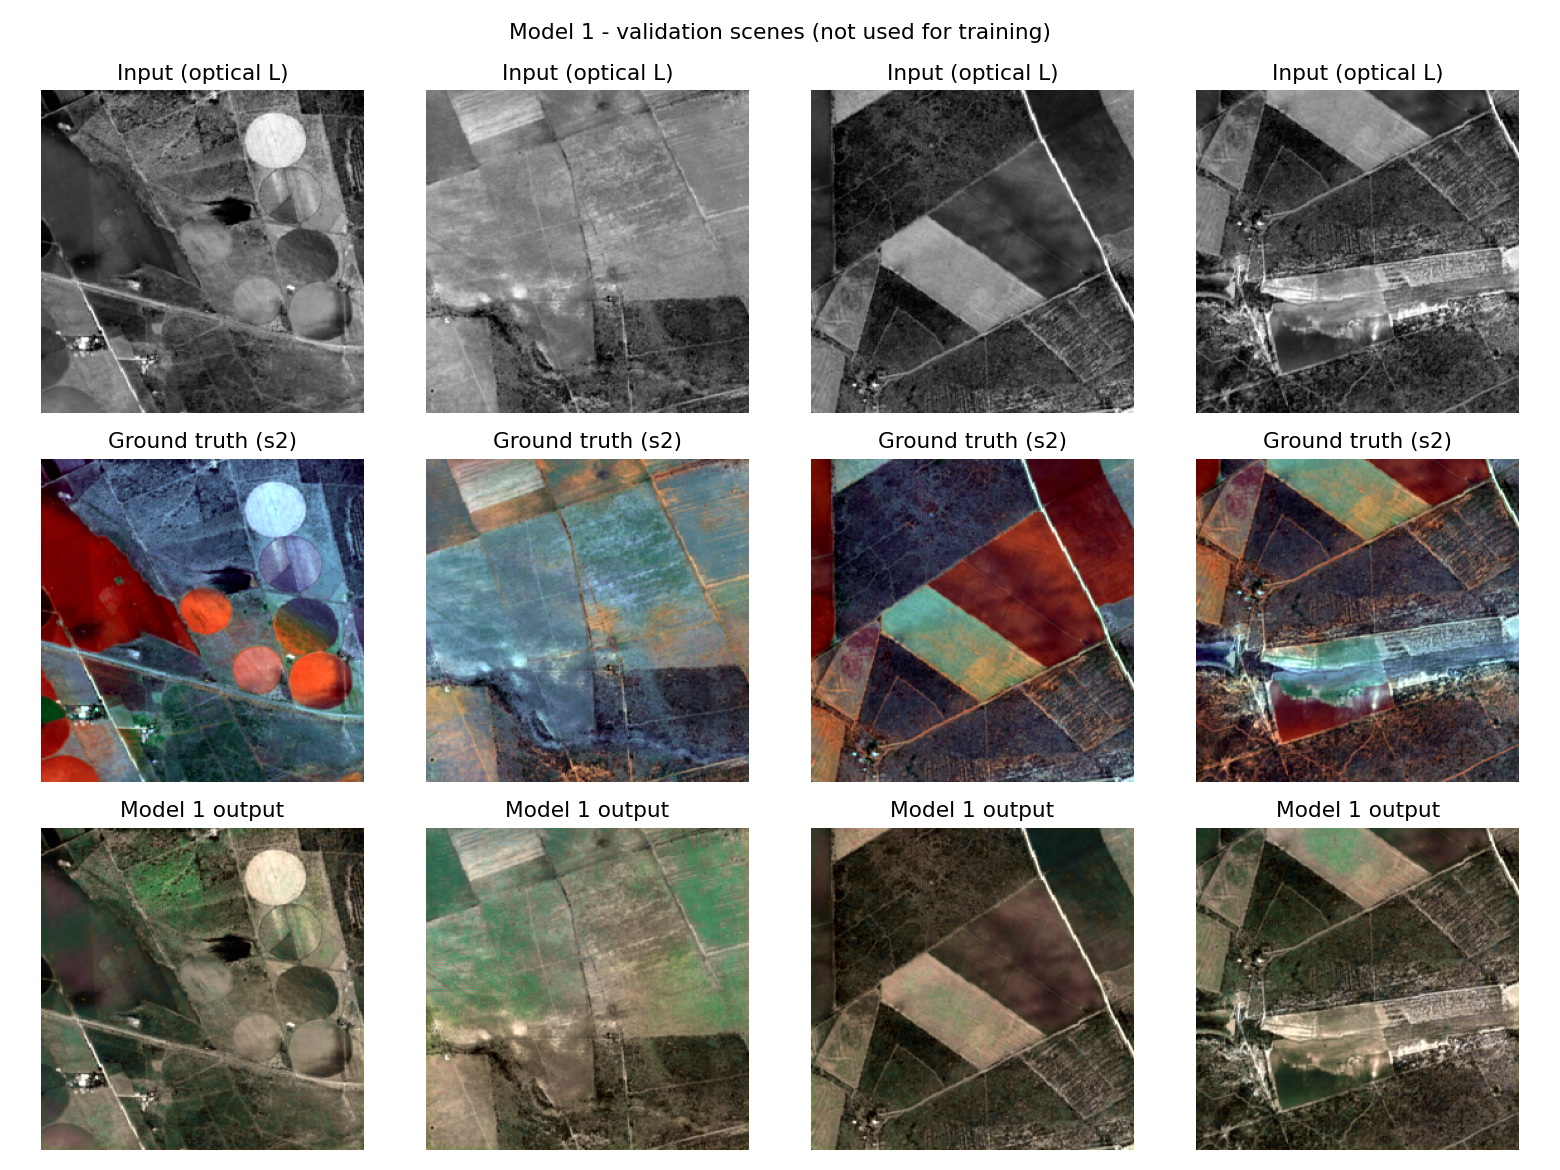 Model 1 - validation scenes (not used for training)
Input (optical L)
Input (optical L)
Input (optical L)
Input (optical L)
Ground truth (s2)
Ground truth (s2)
Ground truth (s2)
Ground truth (s2)
Model 1 output
Model 1 output
Model 1 output
Model 1 output